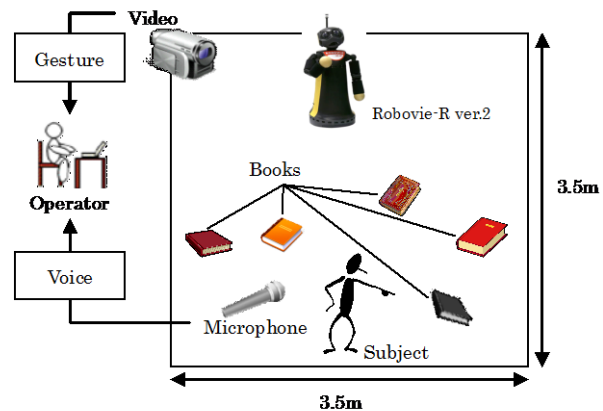 Video
Gesture
Robovie-R ver.2
Books
3.5m
Operator
Voice
Microphone
Subject
3.5m